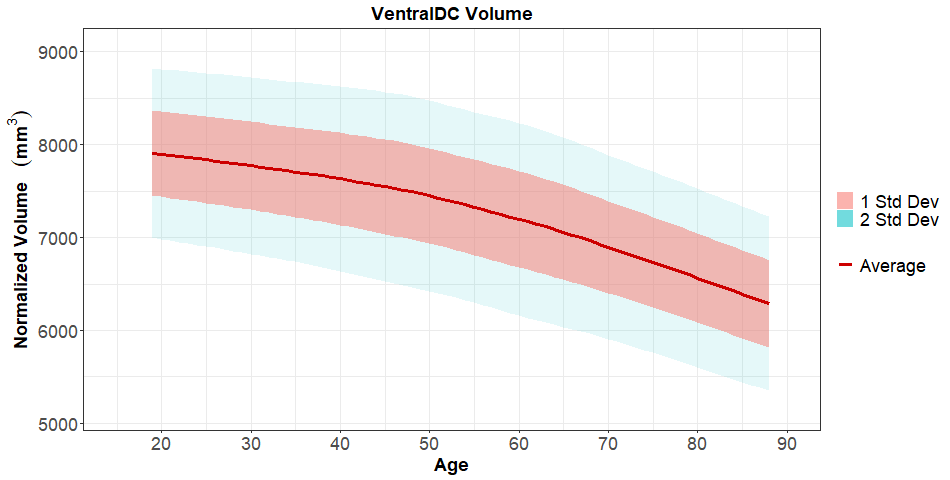 VentralDC Volume
Normalized Volume (mm³)
9000
8000
7000
6000
5000
20 30 40 50 60 70 80 90
Age
1 Std Dev
2 Std Dev
Average